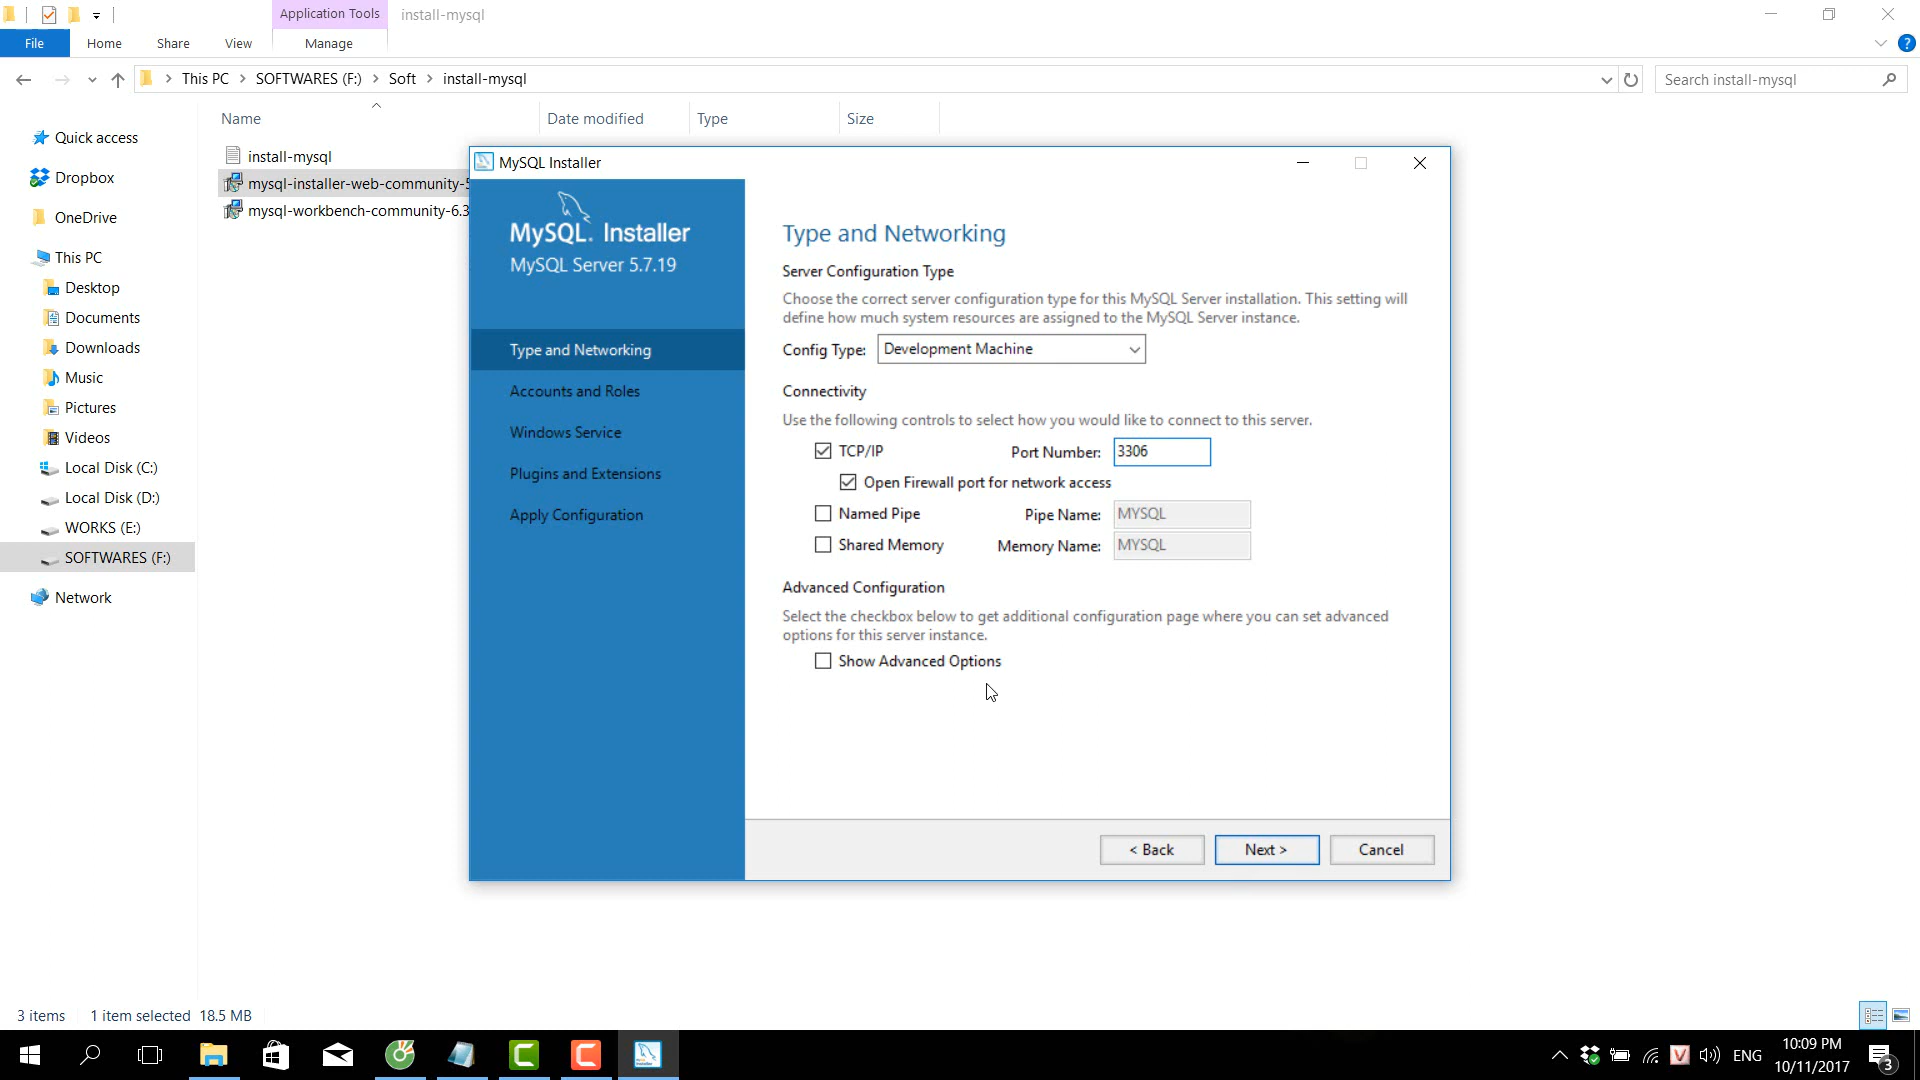 Application Tools
install-mysql
File
Home
Share
View
Manage
This PC
SOFTWARES (F:)
Soft
install-mysql
Search install-mysql
Name
Date modified
Type
Size
Quick access
Dropbox
OneDrive
This PC
Desktop
Documents
Downloads
Music
Pictures
Videos
Local Disk (C:)
Local Disk (D:)
WORKS (E:)
SOFTWARES (F:)
Network
install-mysql
mysql-installer-web-community-5
mysql-workbench-community-6.3
MySQL Installer
MySQL. Installer
MySQL Server 5.7.19
Type and Networking
Accounts and Roles
Windows Service
Plugins and Extensions
Apply Configuration
Type and Networking
Server Configuration Type
Choose the correct server configuration type for this MySQL Server installation. This setting will
define how much system resources are assigned to the MySQL Server instance.
Config Type: Development Machine
Connectivity
Use the following controls to select how you would like to connect to this server.
TCP/IP Port Number: 3306
Open Firewall port for network access
Named Pipe Pipe Name: MYSQL
Shared Memory Memory Name: MYSQL
Advanced Configuration
Select the checkbox below to get additional configuration page where you can set advanced
options for this server instance.
Show Advanced Options
< Back
Next >
Cancel
3 items 1 item selected 18.5 MB
ENG
10:09 PM
10/11/2017
3